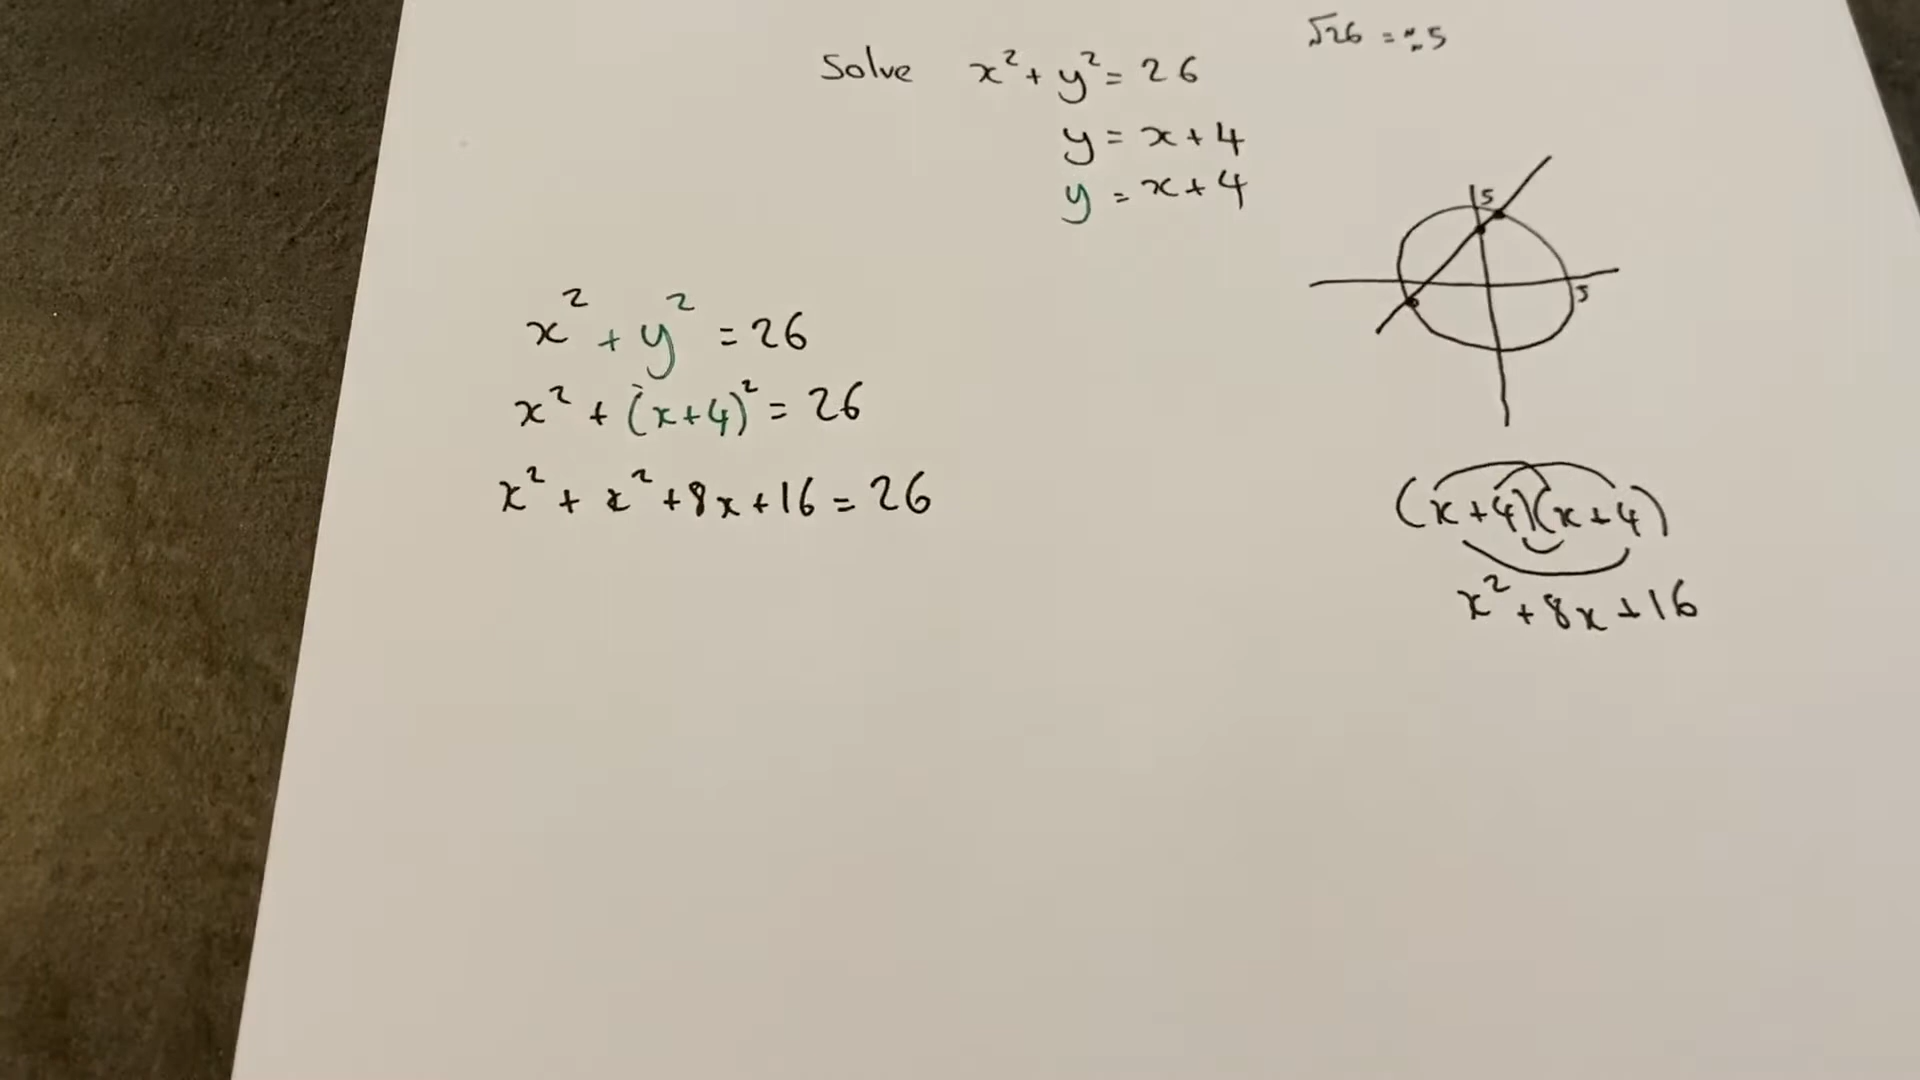 Solve x² + y² = 26
√26 = ≈ 5
y = x + 4
y = x + 4
5
5
x² + y² = 26
x² + (x+4)² = 26
x² + x² + 8x + 16 = 26
(x+4)(x+4)
x² + 8x + 16